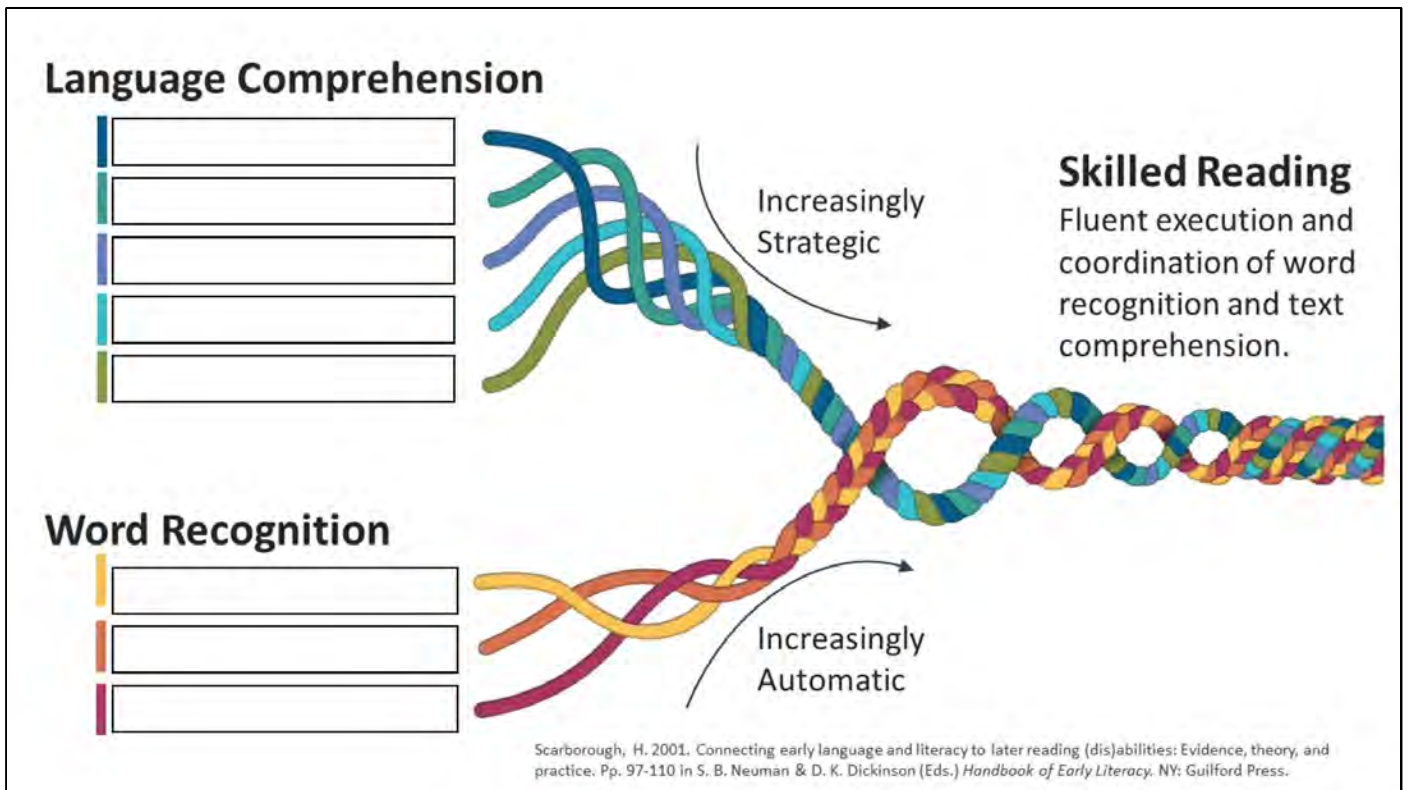 Language Comprehension
Increasingly
Strategic
Skilled Reading
Fluent execution and
coordination of word
recognition and text
comprehension.
Word Recognition
Increasingly
Automatic
Scarborough, H. 2001. Connecting early language and literacy to later reading (dis)abilities: Evidence, theory, and
practice. Pp. 97-110 in S. B. Neuman & D. K. Dickinson (Eds.) Handbook of Early Literacy. NY: Guilford Press.